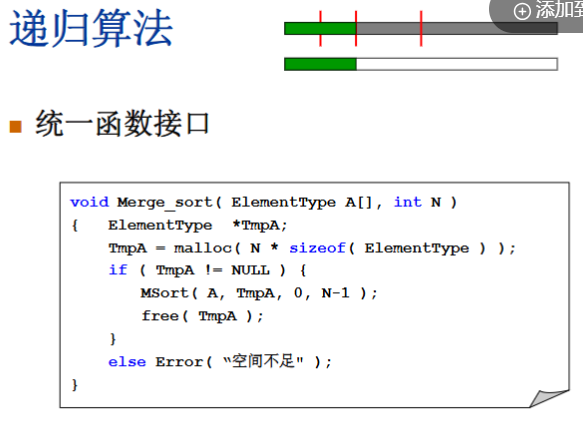 递归算法
添加到
统一函数接口
void Merge_sort( ElementType A[], int N )
{ ElementType *TmpA;
TmpA = malloc( N * sizeof( ElementType ) );
if ( TmpA != NULL ) {
MSort( A, TmpA, 0, N-1 );
free( TmpA );
}
else Error( “空间不足" );
}